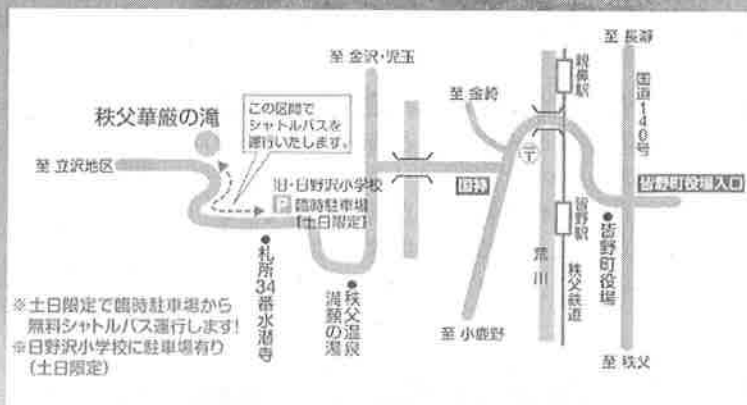 至 長瀞
至 金沢・児玉
親鼻駅
国道140号
至 金崎
この区間で
シャトルバスを
運行いたします。
秩父華厳の滝
〒
至 立沢地区
旧・日野沢小学校
P 臨時駐車場
【土日限定】
国神
皆野町役場入口
皆野駅
荒川
秩父鉄道
●皆野町役場
●札所34番水潜寺
●秩父温泉
満願の湯
※土日限定で臨時駐車場から
無料シャトルバス運行します!
※日野沢小学校に駐車場有り
(土日限定)
至 小鹿野
至 秩父